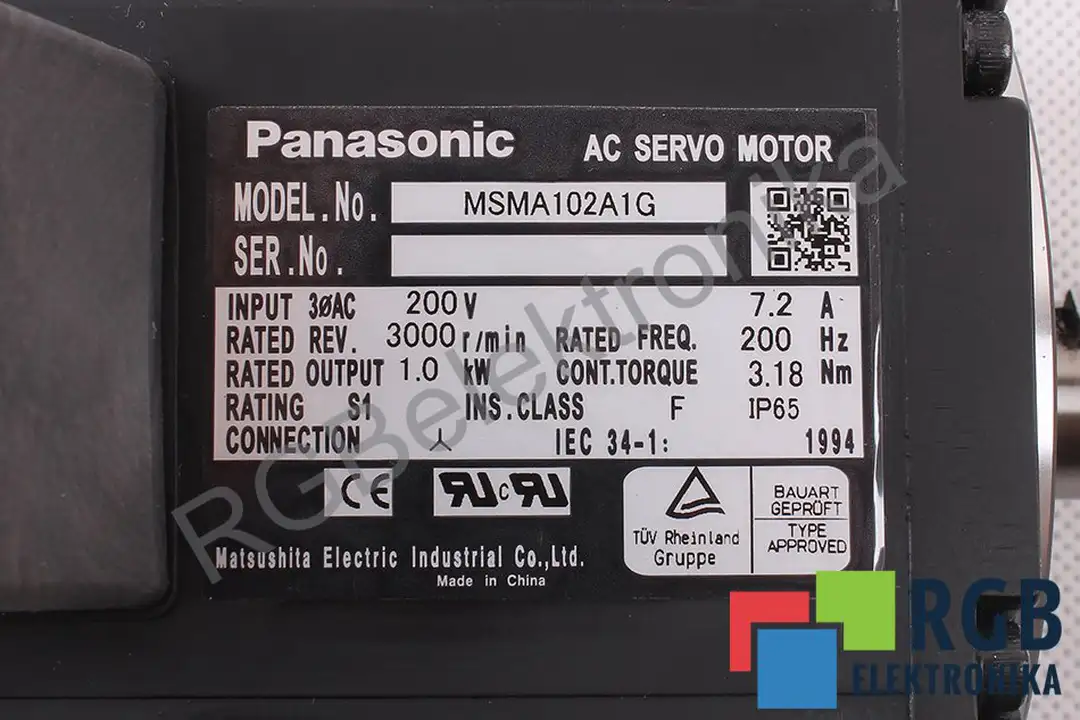 Panasonic AC SERVO MOTOR
MODEL.No. MSMA102A1G
SER.No.
INPUT 3øAC 200 V 7.2 A
RATED REV. 3000 r/min RATED FREQ. 200 Hz
RATED OUTPUT 1.0 kW CONT.TORQUE 3.18 Nm
RATING S1 INS.CLASS F IP65
CONNECTION 人 IEC 34-1: 1994
CE
TÜV Rheinland
Gruppe
BAUART
GEPRÜFT
TYPE
APPROVED
Matsushita Electric Industrial Co.,Ltd.
Made in China
RGBelektronika
RGB
ELEKTRONIKA